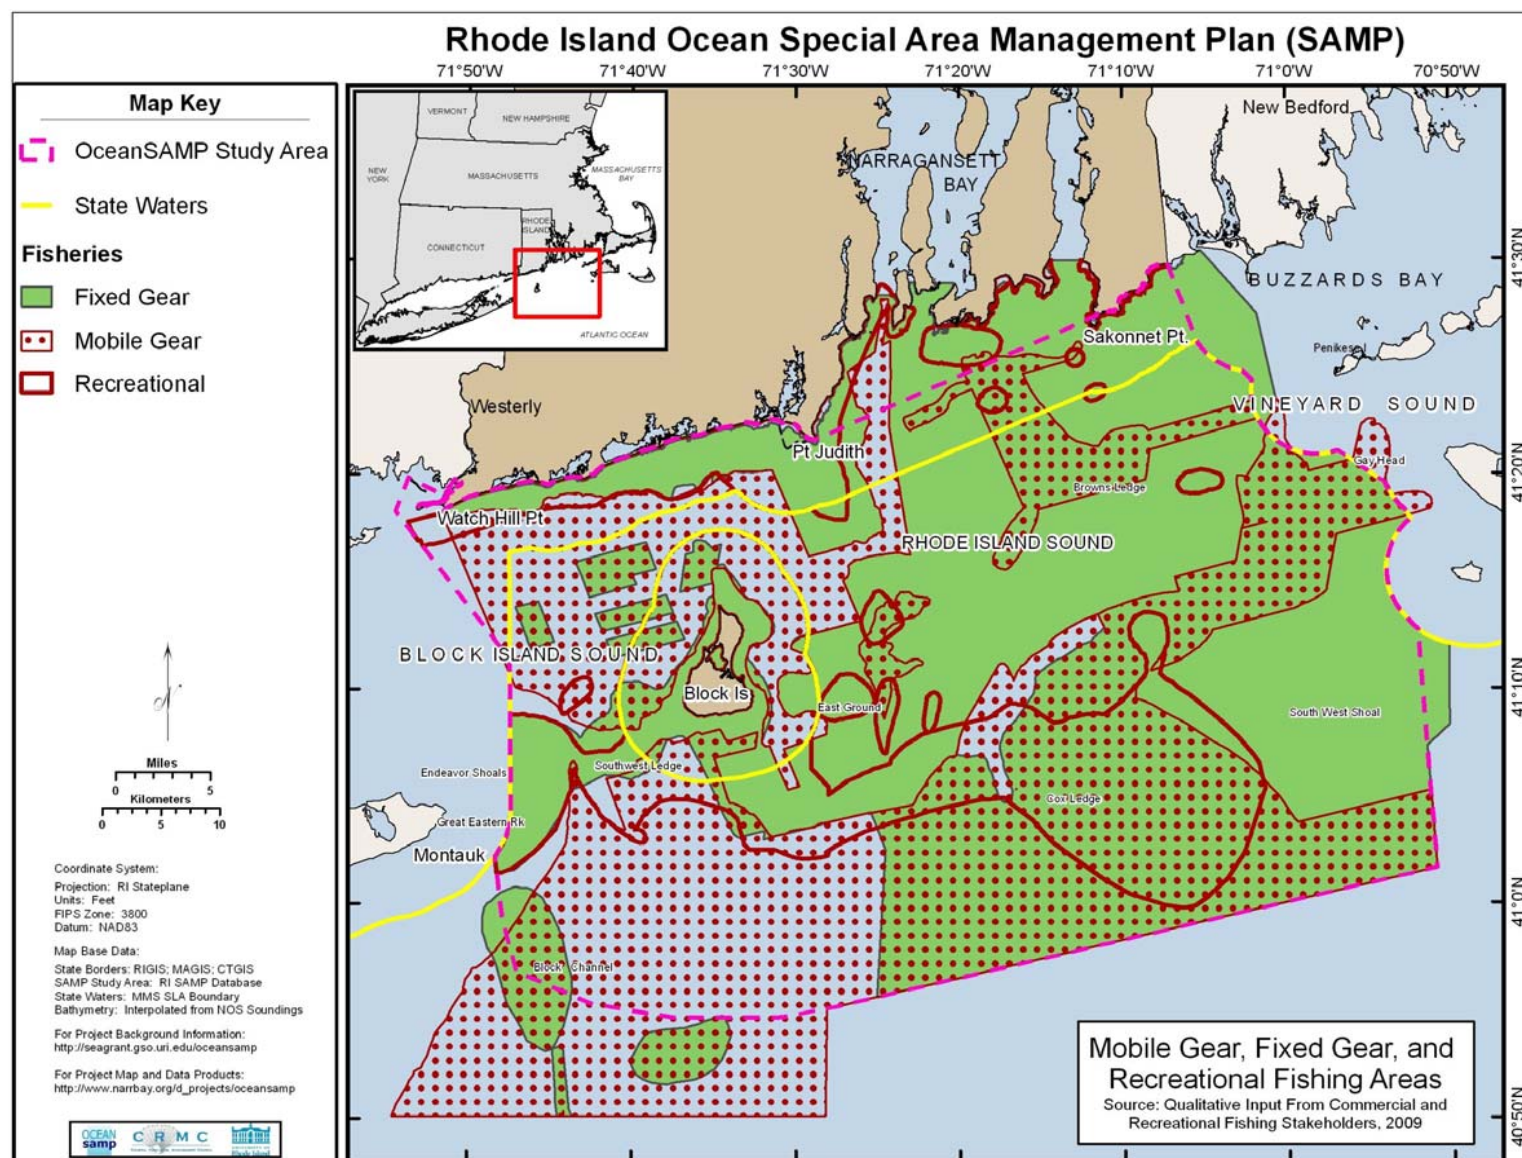 Rhode Island Ocean Special Area Management Plan (SAMP)
71°50'W 71°40'W 71°30'W 71°20'W 71°10'W 71°0'W 70°50'W
Map Key
OceanSAMP Study Area
State Waters
Fisheries
Fixed Gear
Mobile Gear
Recreational
N
Miles
0 5
Kilometers
0 5 10
Coordinate System:
Projection: RI Stateplane
Units: Feet
FIPS Zone: 3800
Datum: NAD83
Map Base Data:
State Borders: RIGIS; MAGIS; CTGIS
SAMP Study Area: RI SAMP Database
State Waters: MMS SLA Boundary
Bathymetry: Interpolated from NOS Soundings
For Project Background Information:
http://seagrant.gso.uri.edu/oceansamp
For Project Map and Data Products:
http://www.narrbay.org/d_projects/oceansamp
OCEAN
samp
CRMC
VERMONT
NEW HAMPSHIRE
NEW
YORK
MASSACHUSETTS
MASSACHUSETTS
BAY
RHODE
ISLAND
CONNECTICUT
ATLANTIC OCEAN
New Bedford
NARRAGANSETT
BAY
BUZZARDS BAY
Sakonnet Pt.
Penikese I
Westerly
VINEYARD SOUND
Pt Judith
Gay Head
Browns Ledge
Watch Hill Pt
RHODE ISLAND SOUND
BLOCK ISLAND SOUND
Block Is
East Ground
South West Shoal
Endeavor Shoals
Southwest Ledge
Cox Ledge
Great Eastern Rk
Montauk
Block Channel
41°30'N
41°20'N
41°10'N
41°0'N
40°50'N
Mobile Gear, Fixed Gear, and
Recreational Fishing Areas
Source: Qualitative Input From Commercial and
Recreational Fishing Stakeholders, 2009